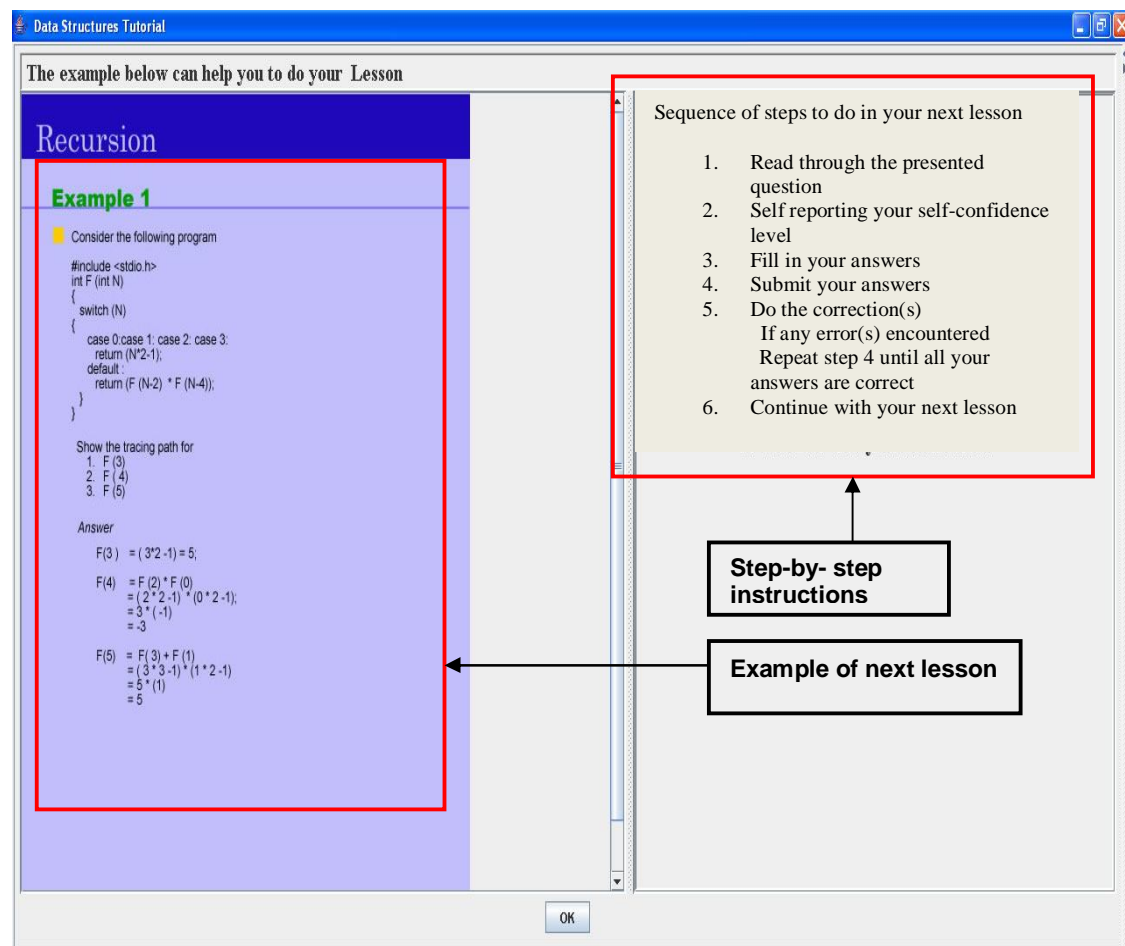 Data Structures Tutorial
The example below can help you to do your Lesson
Recursion
Example 1
Consider the following program
#include <stdio.h>
int F (int N)
{
switch (N)
{
case 0:case 1: case 2: case 3:
return (N*2-1);
default :
return (F (N-2) * F (N-4));
}
}
Show the tracing path for
1. F (3)
2. F ( 4)
3. F (5)
Answer
F(3 ) = ( 3*2 -1) = 5;
F(4) = F (2) * F (0)
= ( 2 * 2 -1) * (0 * 2 -1);
= 3 * ( -1)
= -3
F(5) = F( 3) + F (1)
= ( 3 * 3 -1) * (1 * 2 -1)
= 5 * (1)
= 5
Sequence of steps to do in your next lesson
1. Read through the presented
question
2. Self reporting your self-confidence
level
3. Fill in your answers
4. Submit your answers
5. Do the correction(s)
If any error(s) encountered
Repeat step 4 until all your
answers are correct
6. Continue with your next lesson
Step-by- step
instructions
Example of next lesson
OK